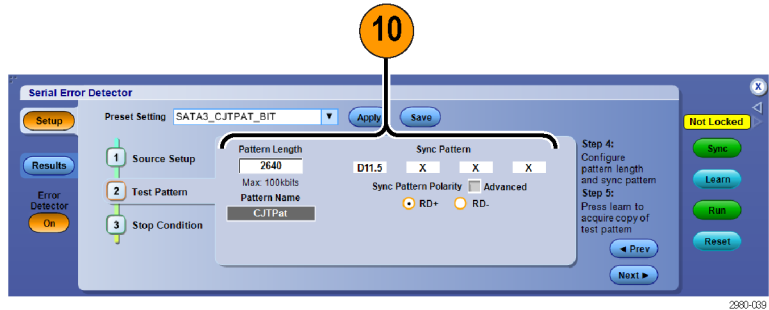 10
Serial Error Detector
X
Setup
Preset Setting SATA3_CJTPAT_BIT Apply Save
Not Locked
Results
Error
Detector
On
1 Source Setup
2 Test Pattern
3 Stop Condition
Pattern Length
2640
Max: 100kbits
Pattern Name
CJTPat
Sync Pattern
D11.5 X X X
Sync Pattern Polarity Advanced
RD+ RD-
Step 4:
Configure
pattern length
and sync pattern
Step 5:
Press learn to
acquire copy of
test pattern
Prev
Next
Sync
Learn
Run
Reset
2980-039